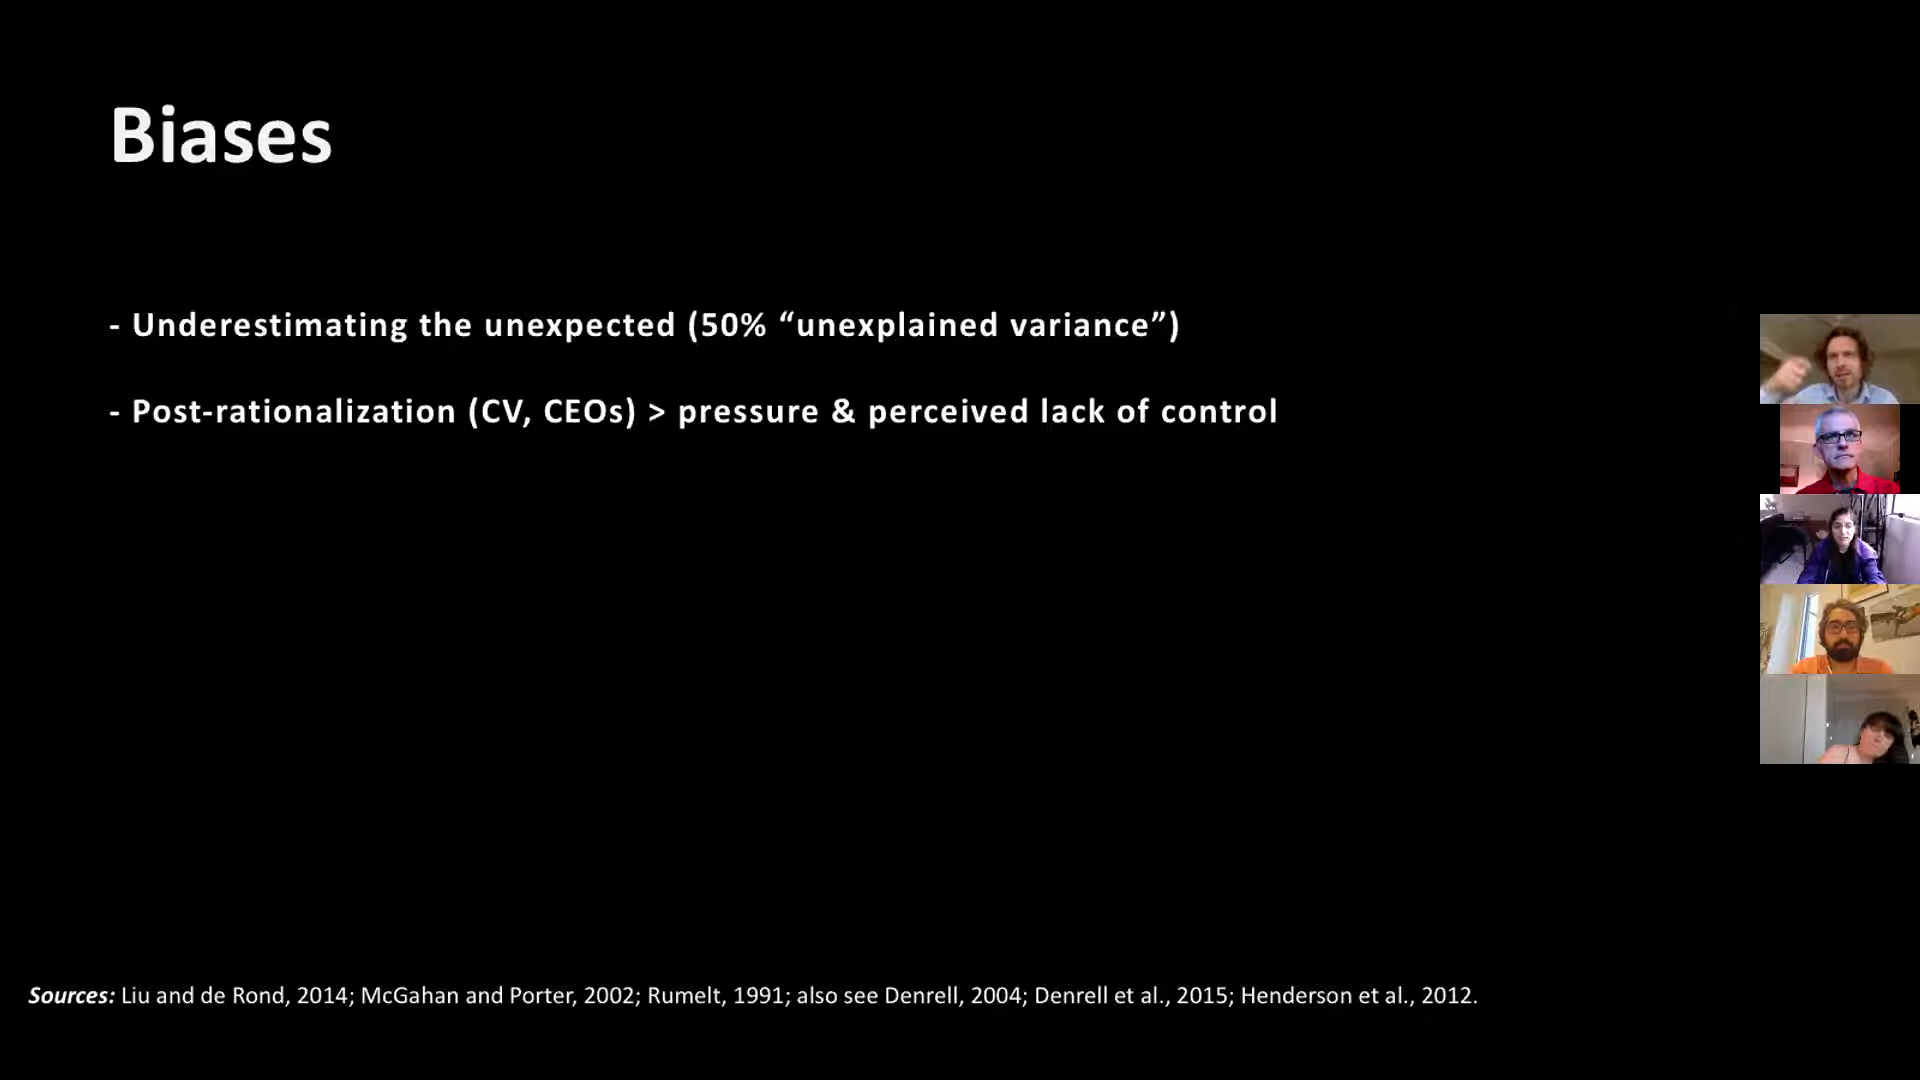 Biases
- Underestimating the unexpected (50% “unexplained variance”)
- Post-rationalization (CV, CEOs) > pressure & perceived lack of control
Sources: Liu and de Rond, 2014; McGahan and Porter, 2002; Rumelt, 1991; also see Denrell, 2004; Denrell et al., 2015; Henderson et al., 2012.